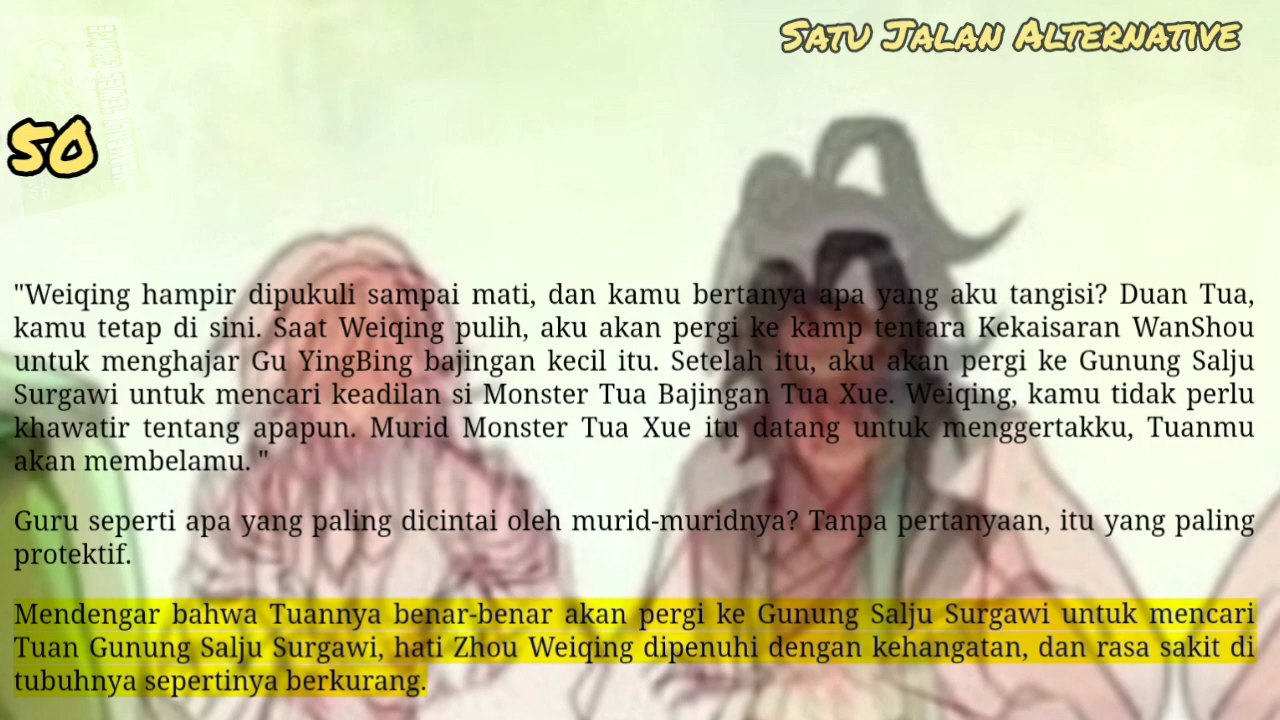 Satu Jalan Alternative
50
"Weiqing hampir dipukuli sampai mati, dan kamu bertanya apa yang aku tangisi? Duan Tua,
kamu tetap di sini. Saat Weiqing pulih, aku akan pergi ke kamp tentara Kekaisaran WanShou
untuk menghajar Gu YingBing bajingan kecil itu. Setelah itu, aku akan pergi ke Gunung Salju
Surgawi untuk mencari keadilan si Monster Tua Bajingan Tua Xue. Weiqing, kamu tidak perlu
khawatir tentang apapun. Murid Monster Tua Xue itu datang untuk menggertakku, Tuanmu
akan membelamu. "
Guru seperti apa yang paling dicintai oleh murid-muridnya? Tanpa pertanyaan, itu yang paling
protektif.
Mendengar bahwa Tuannya benar-benar akan pergi ke Gunung Salju Surgawi untuk mencari
Tuan Gunung Salju Surgawi, hati Zhou Weiqing dipenuhi dengan kehangatan, dan rasa sakit di
tubuhnya sepertinya berkurang.